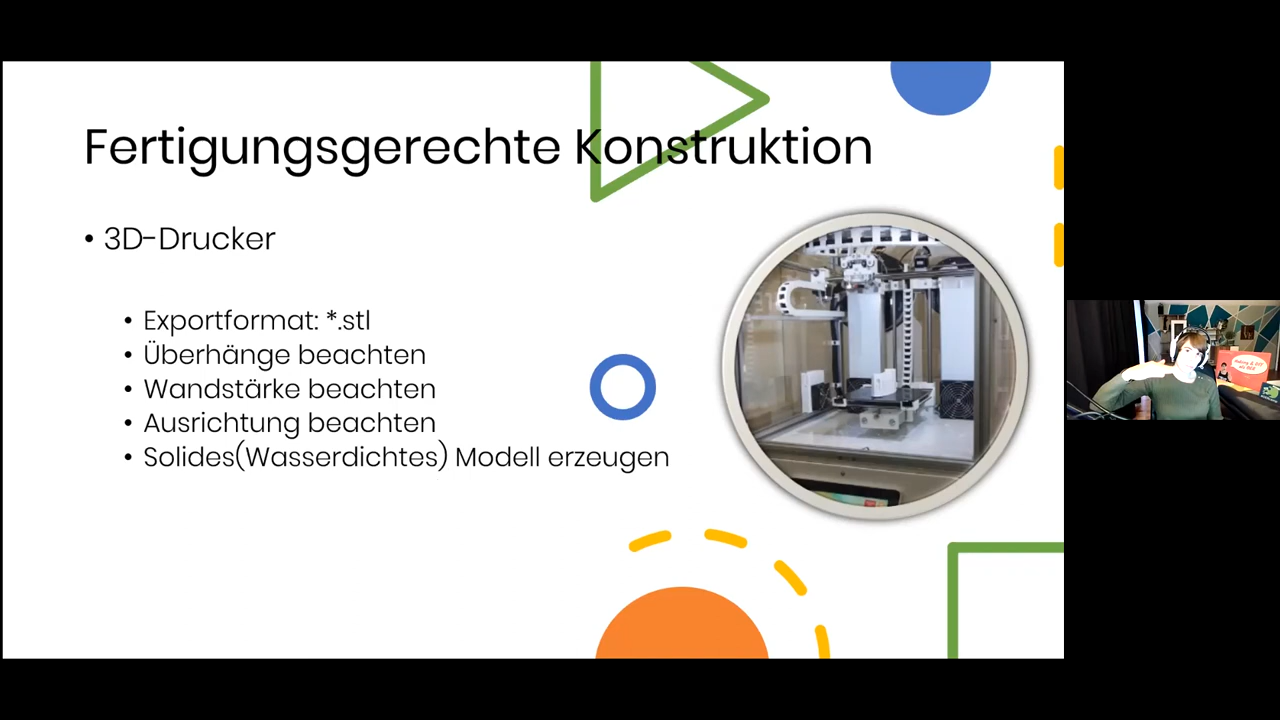 Fertigungsgerechte Konstruktion
• 3D-Drucker
• Exportformat: *.stl
• Überhänge beachten
• Wandstärke beachten
• Ausrichtung beachten
• Solides(Wasserdichtes) Modell erzeugen